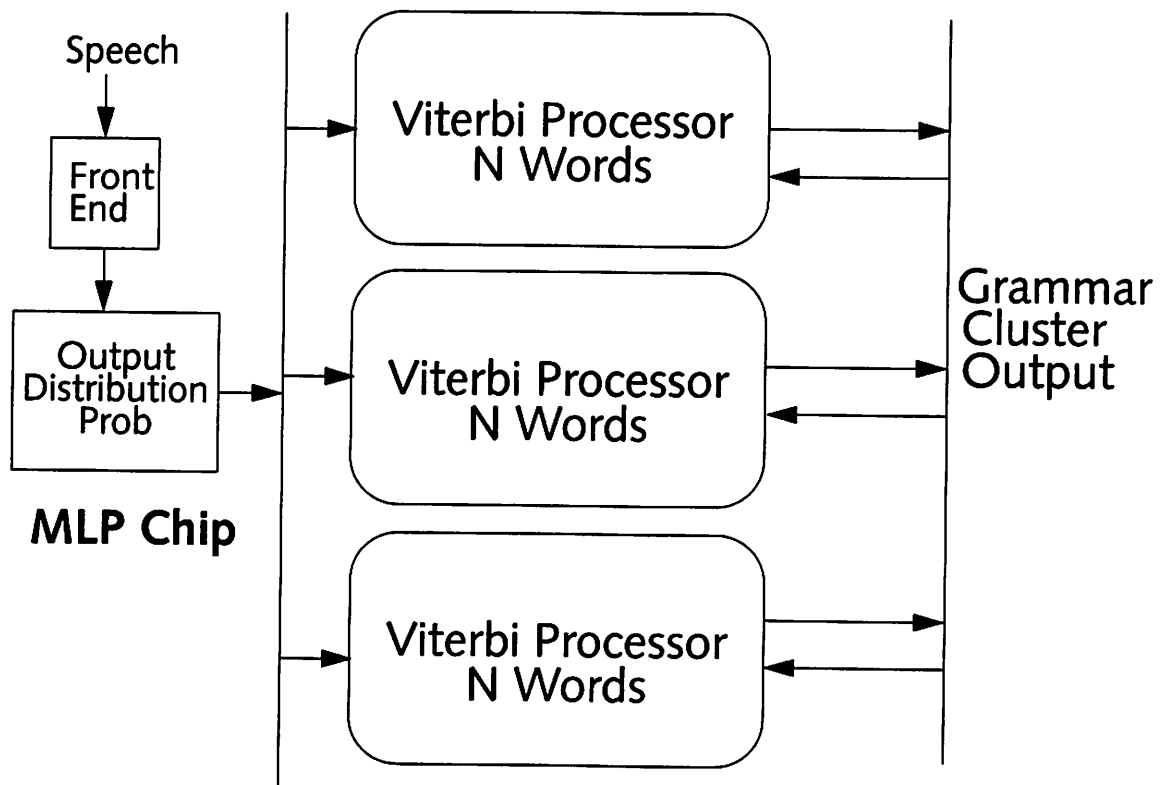 Speech
Front
End
Output
Distribution
Prob
MLP Chip
Viterbi Processor
N Words
Viterbi Processor
N Words
Viterbi Processor
N Words
Grammar
Cluster
Output